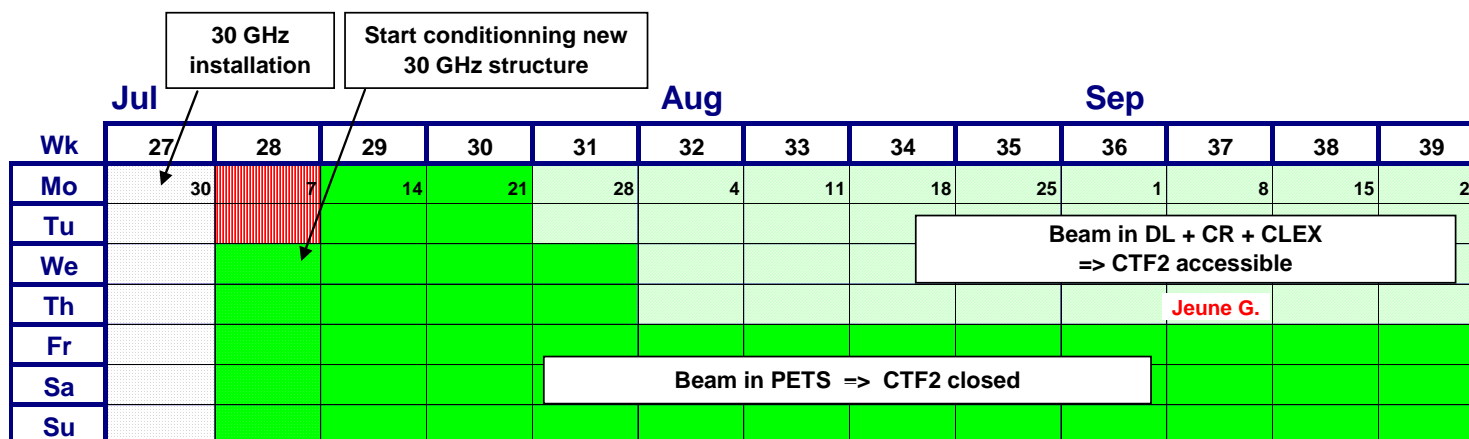 30 GHz
installation
Start conditionning new
30 GHz structure
Jul Aug Sep
Wk 27 28 29 30 31 32 33 34 35 36 37 38 39
Mo 30 7 14 21 28 4 11 18 25 1 8 15
Tu
Beam in DL + CR + CLEX
We
=> CTF2 accessible
Th Jeune G.
Fr
Sa Beam in PETS => CTF2 closed
Su